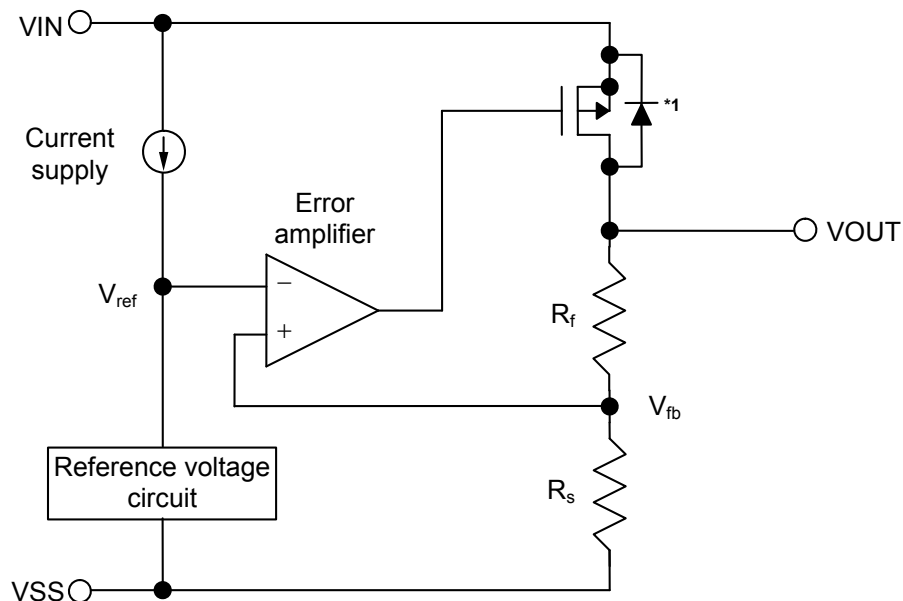 VIN
*1
Current
supply
Error
amplifier
VOUT
Vref
−
+
Rf
Vfb
Reference voltage
circuit
Rs
VSS